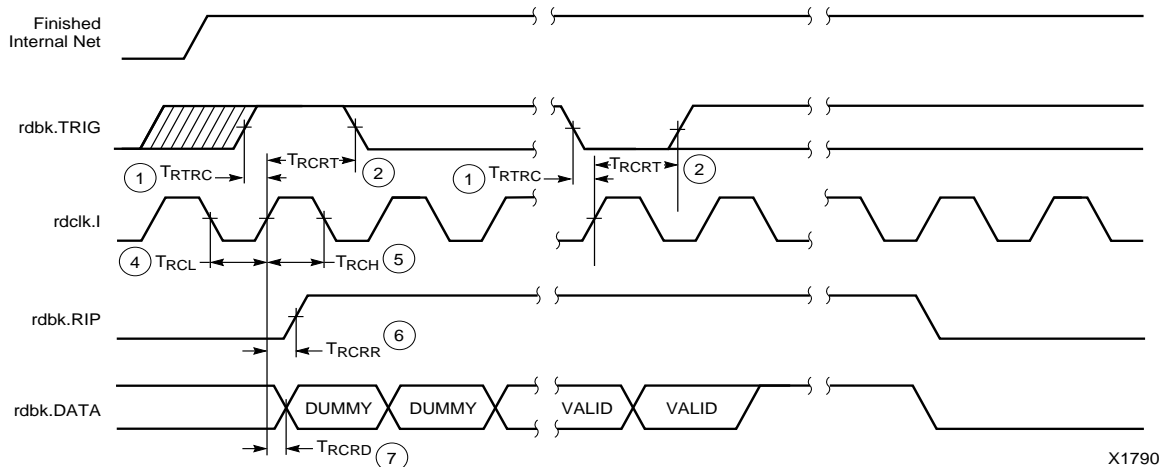 Finished
Internal Net
rdbk.TRIG
TRCRT
TRCRT
1 TRTRC
2
1 TRTRC
2
rdclk.I
4 TRCL
TRCH 5
rdbk.RIP
TRCRR 6
rdbk.DATA
DUMMY DUMMY VALID VALID
TRCRD 7
X1790